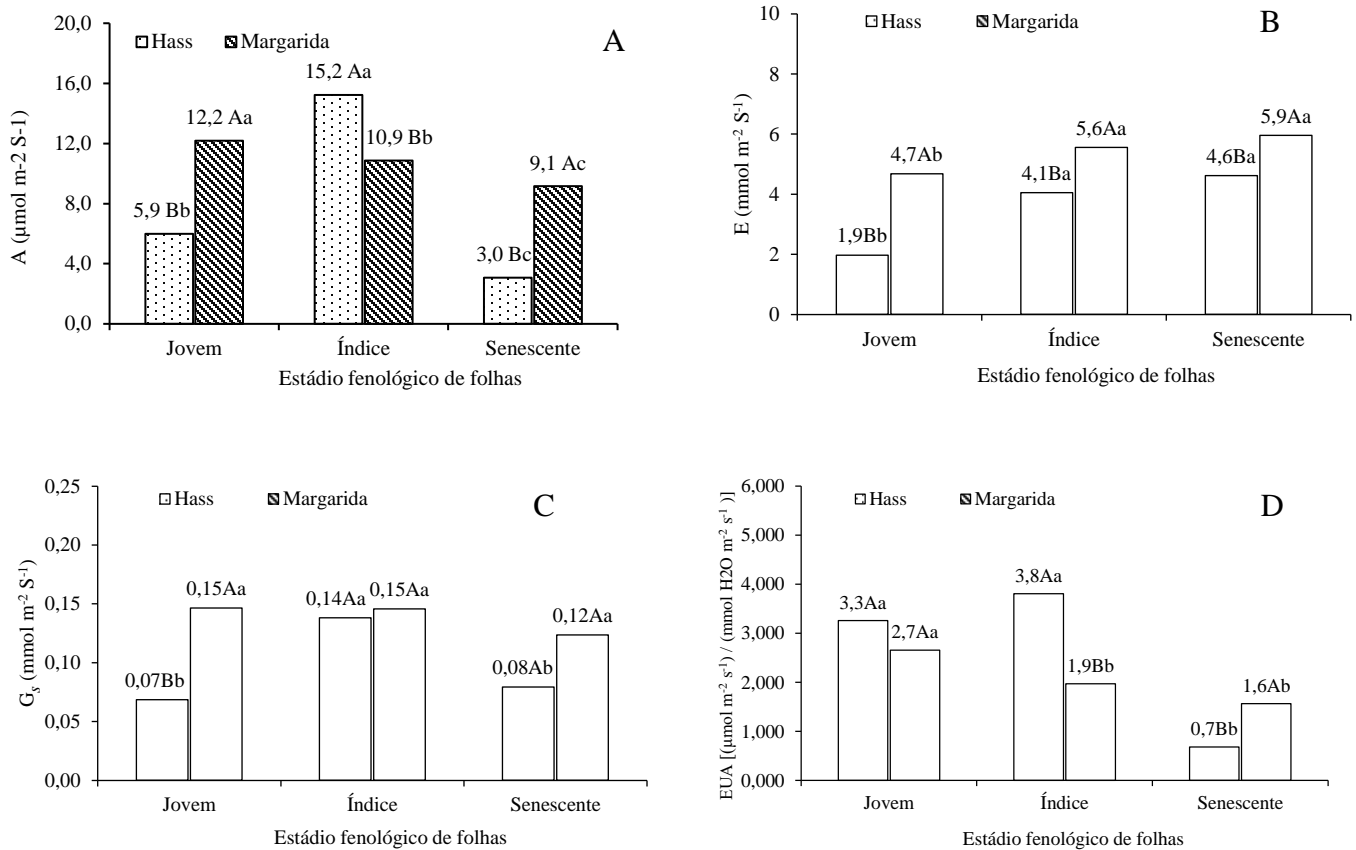 A
Hass Margarida
A (µmol m-2 S-1)
20,0
16,0
12,0
8,0
4,0
0,0
5,9 Bb
12,2 Aa
15,2 Aa
10,9 Bb
3,0 Bc
9,1 Ac
Jovem Índice Senescente
Estádio fenológico de folhas
B
Hass Margarida
E (mmol m-2 S-1)
10
8
6
4
2
0
1,9Bb
4,7Ab
4,1Ba
5,6Aa
4,6Ba
5,9Aa
Jovem Índice Senescente
Estádio fenológico de folhas
C
Hass Margarida
Gs (mmol m-2 S-1)
0,25
0,20
0,15
0,10
0,05
0,00
0,07Bb
0,15Aa
0,14Aa
0,15Aa
0,08Ab
0,12Aa
Jovem Índice Senescente
Estádio fenológico de folhas
D
Hass Margarida
EUA [(µmol m-2 s-1) / (mmol H2O m-2 s-1 )]
6,000
5,000
4,000
3,000
2,000
1,000
0,000
3,3Aa
2,7Aa
3,8Aa
1,9Bb
0,7Bb
1,6Ab
Jovem Índice Senescente
Estádio fenológico de folhas